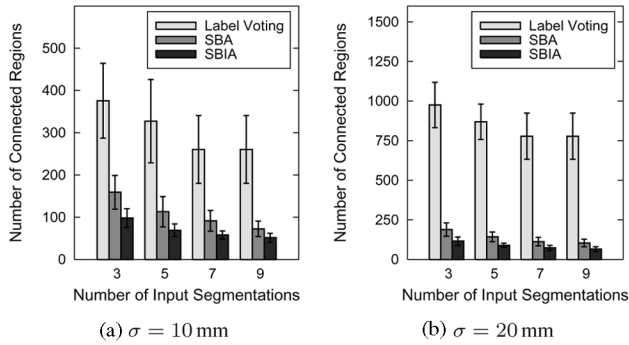 Label Voting
SBA
SBIA
Number of Connected Regions
600
500
400
300
200
100
0
3 5 7 9
Number of Input Segmentations
(a) σ = 10 mm
Label Voting
SBA
SBIA
Number of Connected Regions
1500
1250
1000
750
500
250
0
3 5 7 9
Number of Input Segmentations
(b) σ = 20 mm